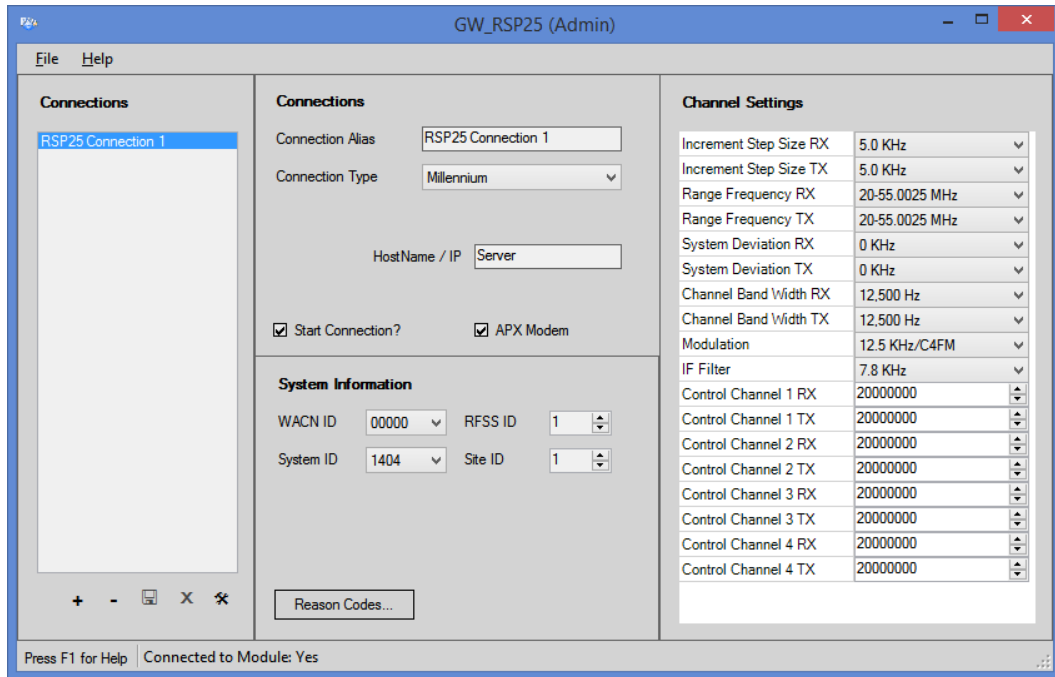 GW_RSP25 (Admin)
File Help
Connections
RSP25 Connection 1
+ - X
Connections
Connection Alias RSP25 Connection 1
Connection Type Millennium
HostName / IP Server
Start Connection? APX Modem
System Information
WACN ID 00000 RFSS ID 1
System ID 1404 Site ID 1
Reason Codes...
Channel Settings
Increment Step Size RX 5.0 KHz
Increment Step Size TX 5.0 KHz
Range Frequency RX 20-55.0025 MHz
Range Frequency TX 20-55.0025 MHz
System Deviation RX 0 KHz
System Deviation TX 0 KHz
Channel Band Width RX 12,500 Hz
Channel Band Width TX 12,500 Hz
Modulation 12.5 KHz/C4FM
IF Filter 7.8 KHz
Control Channel 1 RX 20000000
Control Channel 1 TX 20000000
Control Channel 2 RX 20000000
Control Channel 2 TX 20000000
Control Channel 3 RX 20000000
Control Channel 3 TX 20000000
Control Channel 4 RX 20000000
Control Channel 4 TX 20000000
Press F1 for Help Connected to Module: Yes